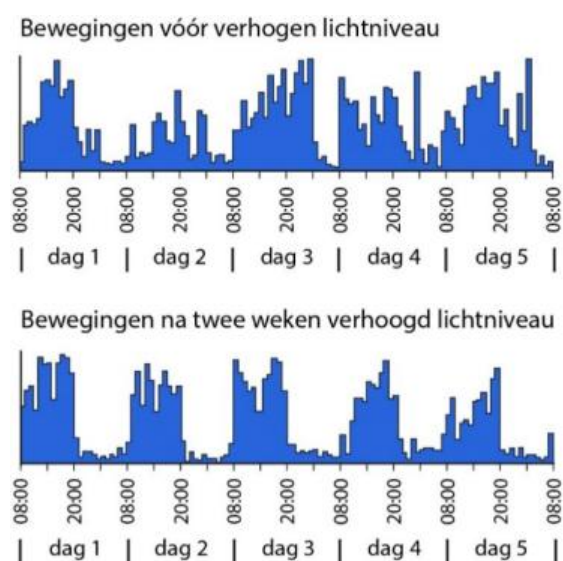 Bewegingen vóór verhogen lichtniveau
08:00 20:00 08:00 20:00 08:00 20:00 08:00 20:00 08:00 20:00 08:00
| dag 1 | dag 2 | dag 3 | dag 4 | dag 5 |
Bewegingen na twee weken verhoogd lichtniveau
08:00 20:00 08:00 20:00 08:00 20:00 08:00 20:00 08:00 20:00 08:00
| dag 1 | dag 2 | dag 3 | dag 4 | dag 5 |